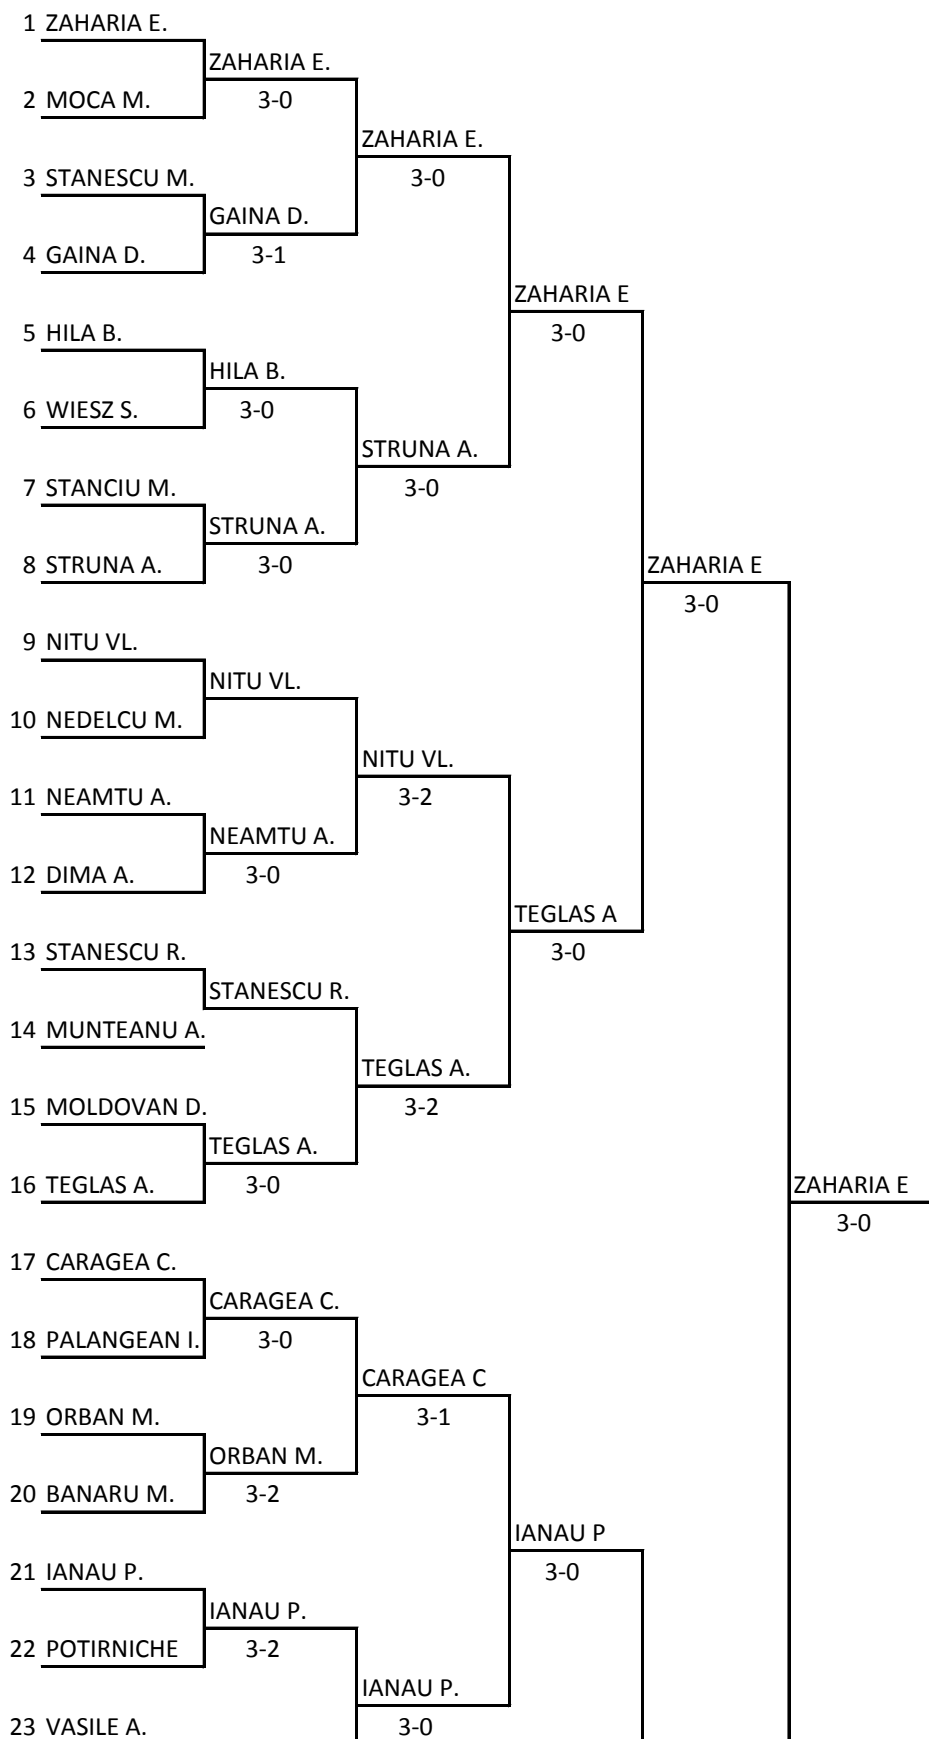 1 ZAHARIA E.
ZAHARIA E.
2 MOCA M.
3-0
ZAHARIA E.
3 STANESCU M.
3-0
GAINA D.
4 GAINA D.
3-1
ZAHARIA E
5 HILA B.
3-0
HILA B.
6 WIESZ S.
3-0
STRUNA A.
7 STANCIU M.
3-0
STRUNA A.
8 STRUNA A.
3-0
ZAHARIA E
3-0
9 NITU VL.
NITU VL.
10 NEDELCU M.
NITU VL.
11 NEAMTU A.
3-2
NEAMTU A.
12 DIMA A.
3-0
TEGLAS A
13 STANESCU R.
3-0
STANESCU R.
14 MUNTEANU A.
TEGLAS A.
15 MOLDOVAN D.
3-2
TEGLAS A.
16 TEGLAS A.
3-0
ZAHARIA E
3-0
17 CARAGEA C.
CARAGEA C.
18 PALANGEAN I.
3-0
CARAGEA C
19 ORBAN M.
3-1
ORBAN M.
20 BANARU M.
3-2
IANAU P
21 IANAU P.
3-0
IANAU P.
22 POTIRNICHE
3-2
IANAU P.
23 VASILE A.
3-0